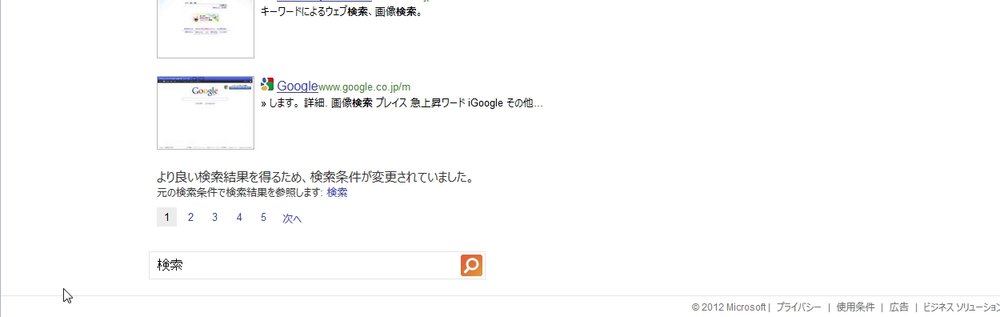 キーワードによるウェブ検索、画像検索。
Googlewww.google.co.jp/m
» します。 詳細. 画像検索 プレイス 急上昇ワード iGoogle その他...
より良い検索結果を得るため、検索条件が変更されていました。
元の検索条件で検索結果を参照します: 検索
1 2 3 4 5 次へ
検索
© 2012 Microsoft | プライバシー | 使用条件 | 広告 | ビジネス ソリューション